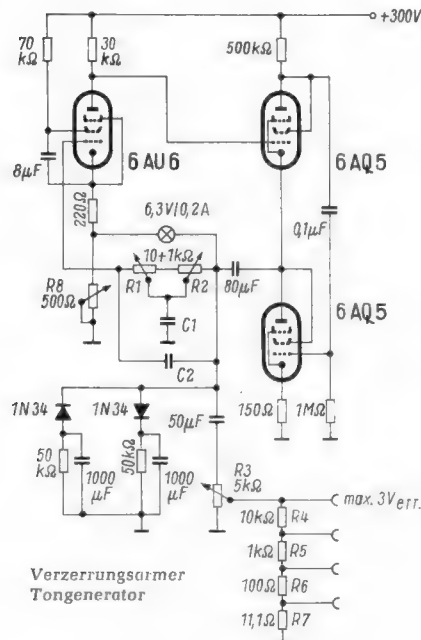 +300V
70 kΩ
30 kΩ
500kΩ
6AU6
6AQ5
8µF
220Ω
6,3V/0,2A
0,1µF
10+1kΩ
R1
R2
80µF
R8
500Ω
C1
6AQ5
C2
1N34
1N34
50µF
150Ω
1MΩ
50 kΩ
1000 µF
50kΩ
1000 µF
R3
5kΩ
max. 3Veff.
10kΩ R4
1kΩ R5
100Ω R6
11,1Ω R7
Verzerrungsarmer
Tongenerator